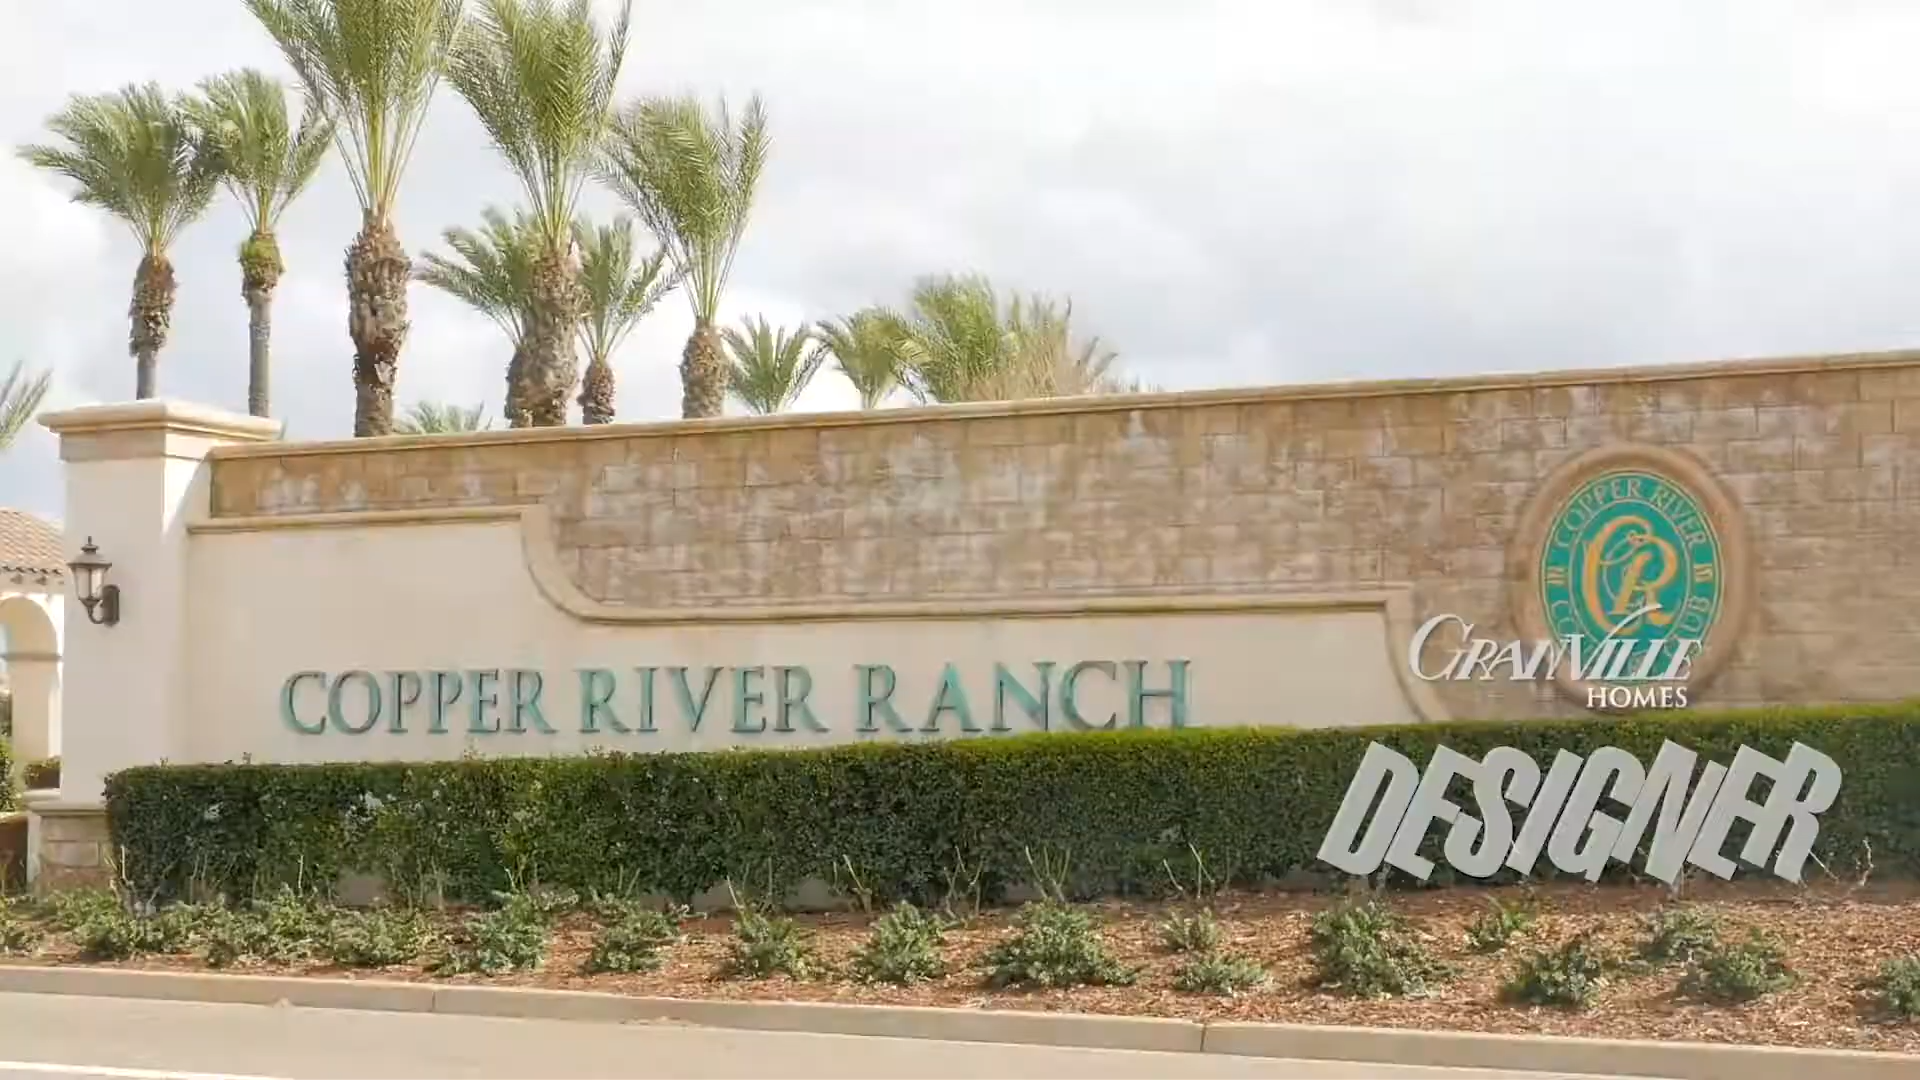 COPPER RIVER
CR
COPPER RIVER RANCH
GRANVILLE
HOMES
DESIGNER